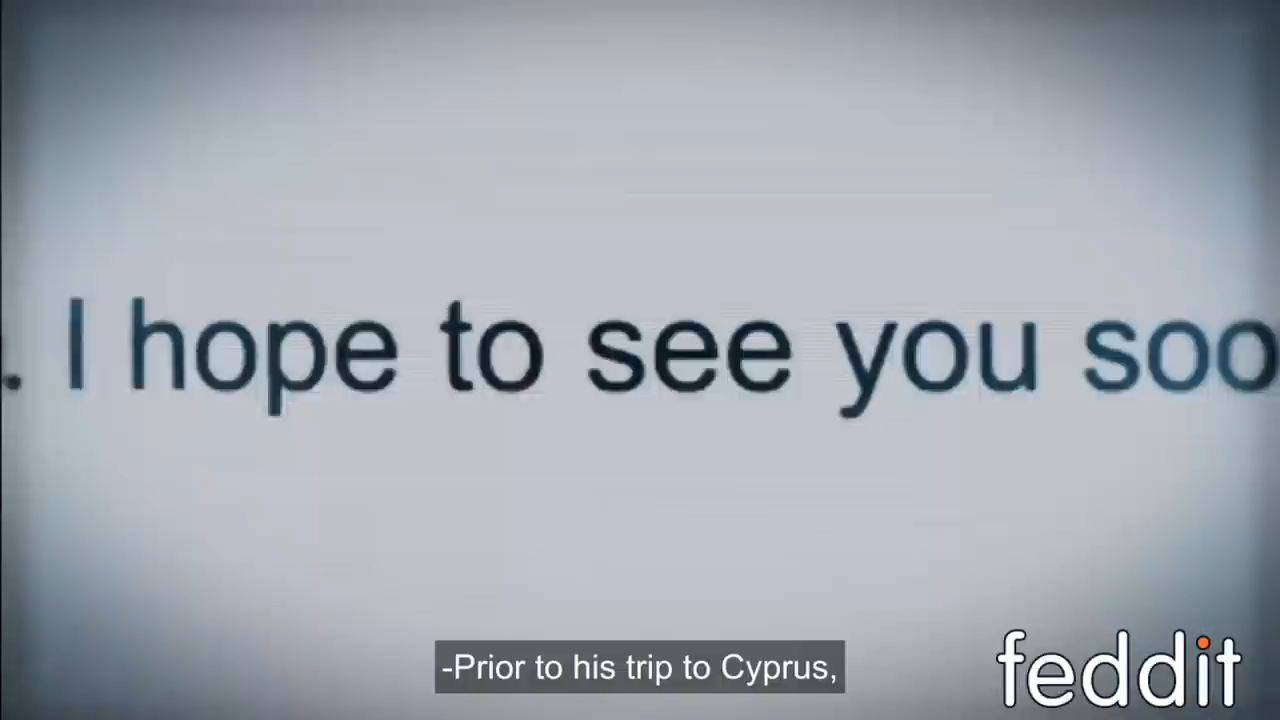 . I hope to see you soo
-Prior to his trip to Cyprus,
feddit